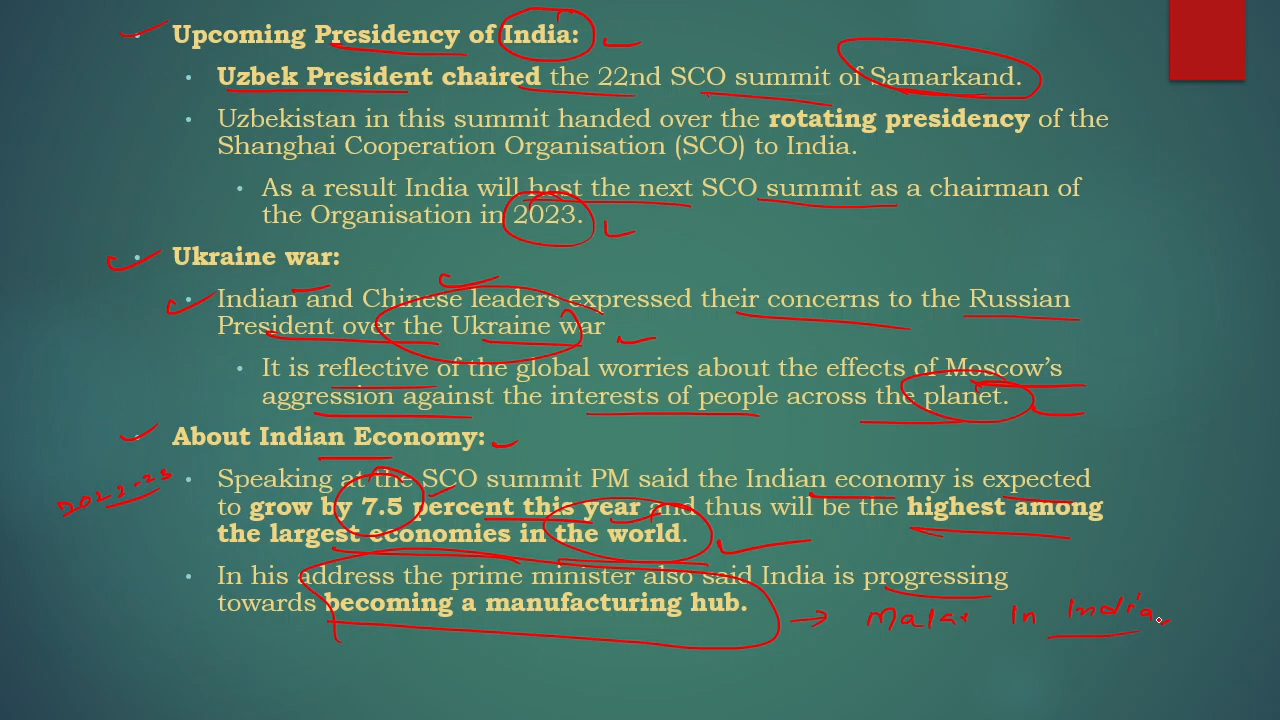 Upcoming Presidency of India:
Uzbek President chaired the 22nd SCO summit of Samarkand.
Uzbekistan in this summit handed over the rotating presidency of the
Shanghai Cooperation Organisation (SCO) to India.
As a result India will host the next SCO summit as a chairman of
the Organisation in 2023.
Ukraine war:
Indian and Chinese leaders expressed their concerns to the Russian
President over the Ukraine war
It is reflective of the global worries about the effects of Moscow's
aggression against the interests of people across the planet.
About Indian Economy:
2022-23
Speaking at the SCO summit PM said the Indian economy is expected
to grow by 7.5 percent this year and thus will be the highest among
the largest economies in the world.
In his address the prime minister also said India is progressing
towards becoming a manufacturing hub. → In India